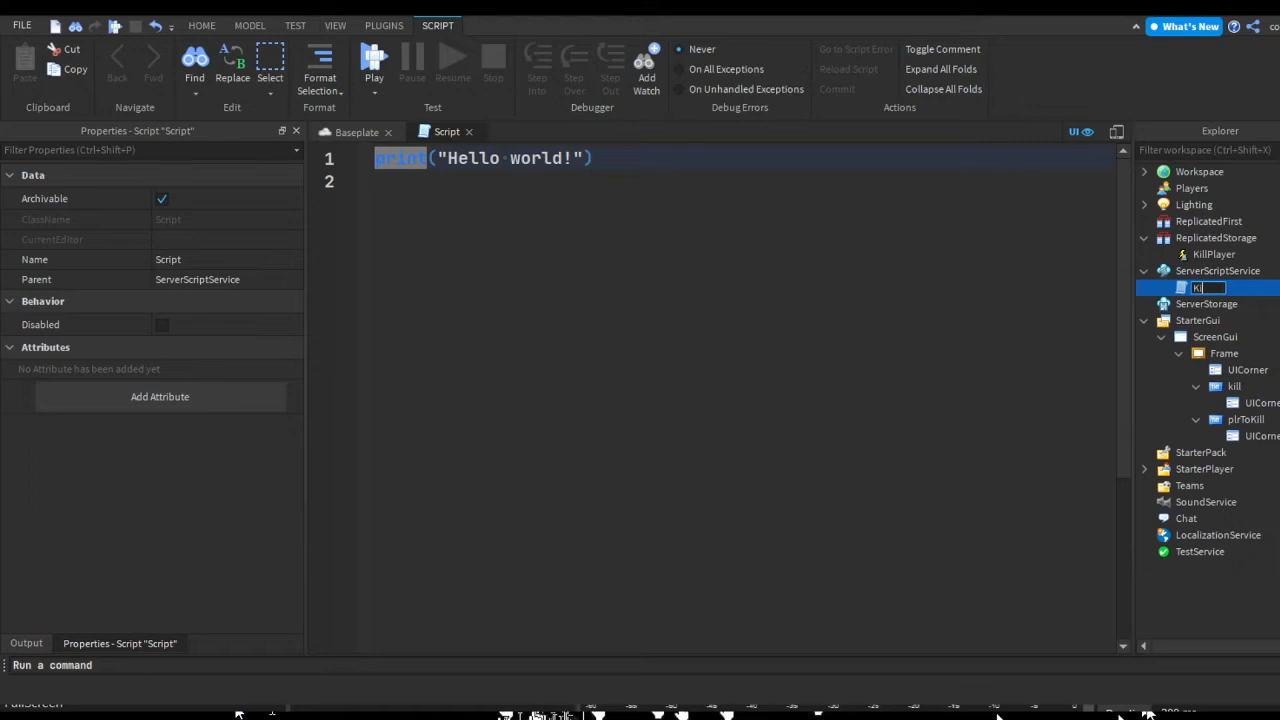 FILE HOME MODEL TEST VIEW PLUGINS SCRIPT What's New co
Cut
Copy
Paste Back Fwd Find Replace Select Format Selection Play Pause Resume Stop Step Into Step Over Step Out Add Watch
Never
On All Exceptions
On Unhandled Exceptions
Go to Script Error
Reload Script
Commit
Toggle Comment
Expand All Folds
Collapse All Folds
Clipboard Navigate Edit Format Test Debugger Debug Errors Actions
Properties - Script "Script"
Filter Properties (Ctrl+Shift+P)
Data
Archivable
ClassName Script
CurrentEditor
Name Script
Parent ServerScriptService
Behavior
Disabled
Attributes
No Attribute has been added yet
Add Attribute
Output Properties - Script "Script"
Run a command
Baseplate Script UI
1 print("Hello world!")
2
Explorer
Filter workspace (Ctrl+Shift+X)
Workspace
Players
Lighting
ReplicatedFirst
ReplicatedStorage
KillPlayer
ServerScriptService
Ki
ServerStorage
StarterGui
ScreenGui
Frame
UICorner
kill
UICorne
plrToKill
UICorne
StarterPack
StarterPlayer
Teams
SoundService
Chat
LocalizationService
TestService